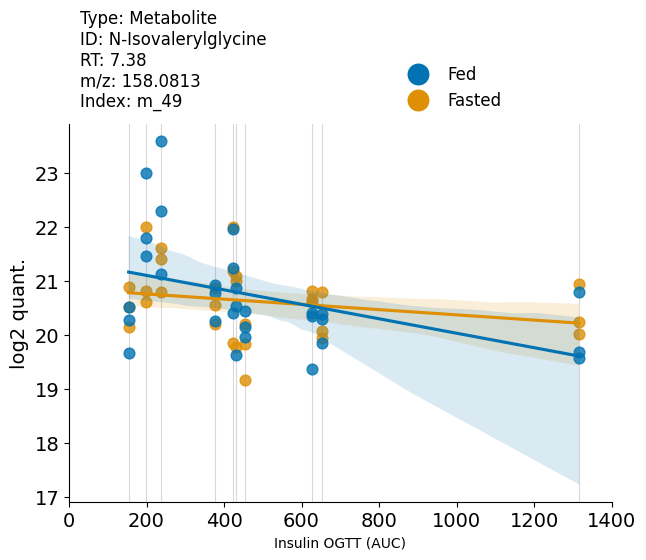 Type: Metabolite
ID: N-Isovalerylglycine
RT: 7.38
m/z: 158.0813
Index: m_49
Fed
Fasted
log2 quant.
23
22
21
20
19
18
17
0 200 400 600 800 1000 1200 1400
Insulin OGTT (AUC)